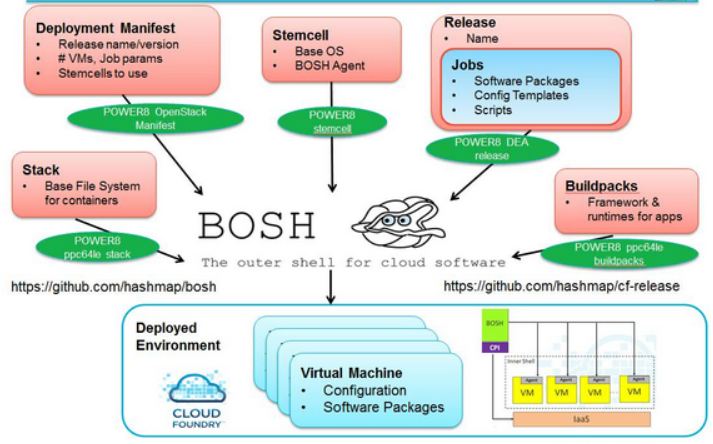 Deployment Manifest
• Release name/version
• # VMs, Job params
• Stemcells to use
Stemcell
• Base OS
• BOSH Agent
Release
• Name
Jobs
• Software Packages
• Config Templates
• Scripts
POWER8 OpenStack
Manifest
POWER8
stemcell
POWER8 DEA
release
Stack
• Base File System
for containers
Buildpacks
• Framework &
runtimes for apps
POWER8
ppc64le stack
BOSH
The outer shell for cloud software
POWER8 ppc64le
buildpacks
https://github.com/hashmap/bosh
https://github.com/hashmap/cf-release
Deployed
Environment
CLOUD
FOUNDRY
Virtual Machine
• Configuration
• Software Packages
BOSH
CPI
Inner Shell
Agent
Agent
Agent
Agent
VM
VM
VM
VM
IaaS